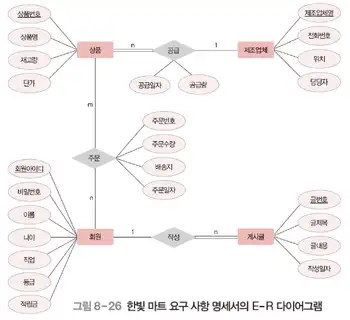 상품번호
상품명
재고량
단가
상품
n
공급
1
제조업체
제조업체명
전화번호
위치
담당자
공급일자
공급량
m
주문
주문번호
주문수량
배송지
주문일자
n
회원아이디
비밀번호
이름
나이
직업
등급
적립금
회원
1
작성
n
게시글
글번호
글제목
글내용
작성일자
그림 8-26 한빛 마트 요구 사항 명세서의 E-R 다이어그램